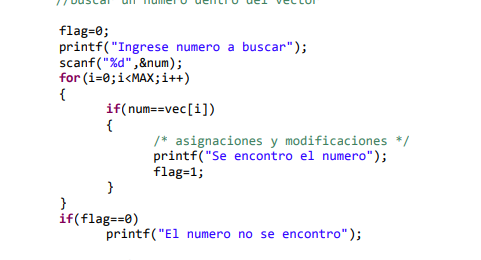 //buscar un numero dentro del vector
flag=0;
printf("Ingrese numero a buscar");
scanf("%d",&num);
for(i=0;i<MAX;i++)
{
if(num==vec[i])
{
/* asignaciones y modificaciones */
printf("Se encontro el numero");
flag=1;
}
}
if(flag==0)
printf("El numero no se encontro");